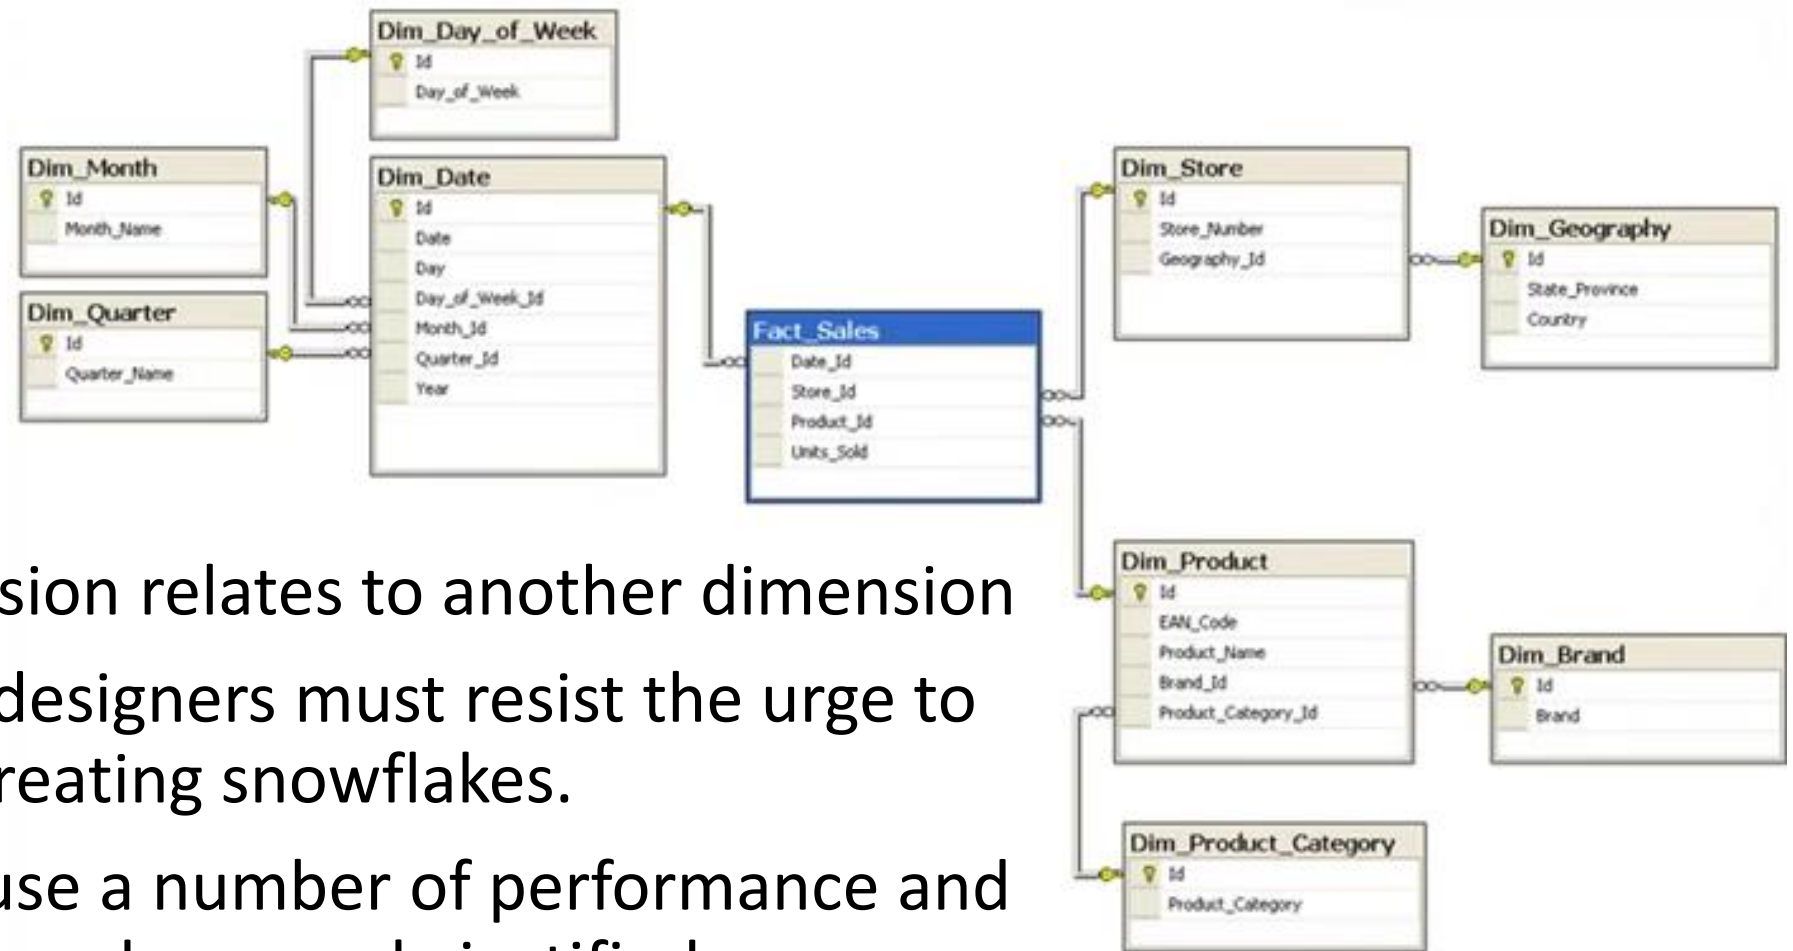 Dim_Day_of_Week
Id
Day_of_Week
Dim_Month
Id
Month_Name
Dim_Quarter
Id
Quarter_Name
Dim_Date
Id
Date
Day
Day_of_Week_Id
Month_Id
Quarter_Id
Year
Fact_Sales
Date_Id
Store_Id
Product_Id
Units_Sold
Dim_Store
Id
Store_Number
Geography_Id
Dim_Geography
Id
State_Province
Country
Dim_Product
Id
EAN_Code
Product_Name
Brand_Id
Product_Category_Id
Dim_Brand
Id
Brand
Dim_Product_Category
Id
Product_Category
sion relates to another dimension
designers must resist the urge to
reating snowflakes.
use a number of performance and